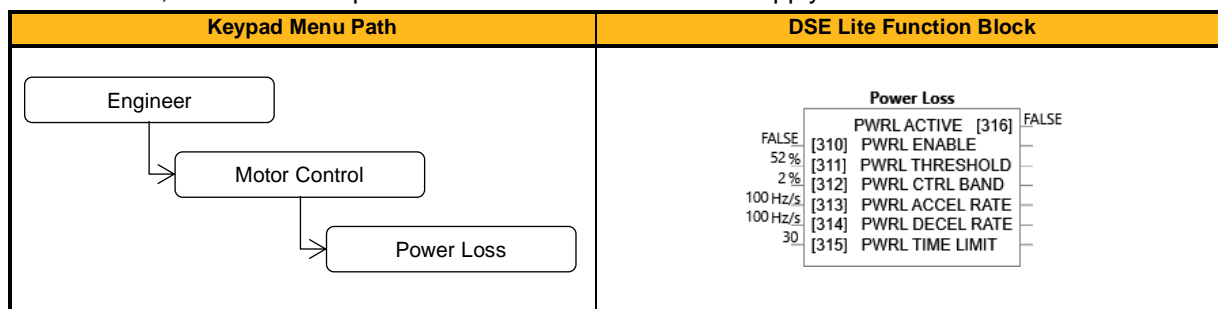 Keypad Menu Path
DSE Lite Function Block
Engineer
Motor Control
Power Loss
Power Loss
PWRL ACTIVE [316] FALSE
FALSE [310] PWRL ENABLE
52 % [311] PWRL THRESHOLD
2 % [312] PWRL CTRL BAND
100 Hz/s [313] PWRL ACCEL RATE
100 Hz/s [314] PWRL DECEL RATE
30 [315] PWRL TIME LIMIT